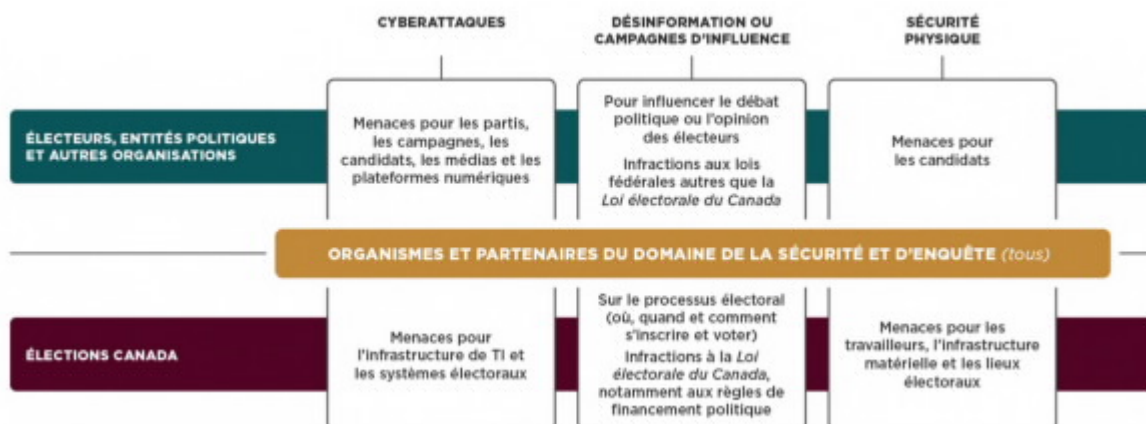 CYBERATTAQUES
DÉSINFORMATION OU
CAMPAGNES D'INFLUENCE
SÉCURITÉ
PHYSIQUE
ÉLECTEURS, ENTITÉS POLITIQUES
ET AUTRES ORGANISATIONS
Menaces pour les partis,
les campagnes, les
candidats, les médias et les
plateformes numériques
Pour influencer le débat
politique ou l'opinion
des électeurs
Infractions aux lois
fédérales autres que la
Loi électorale du Canada
Menaces pour
les candidats
ORGANISMES ET PARTENAIRES DU DOMAINE DE LA SÉCURITÉ ET D'ENQUÊTE (tous)
ÉLECTIONS CANADA
Menaces pour
l'infrastructure de TI et
les systèmes électoraux
Sur le processus électoral
(où, quand et comment
s'inscrire et voter)
Infractions à la Loi
électorale du Canada,
notamment aux règles de
financement politique
Menaces pour les
travailleurs, l'infrastructure
matérielle et les lieux
électoraux